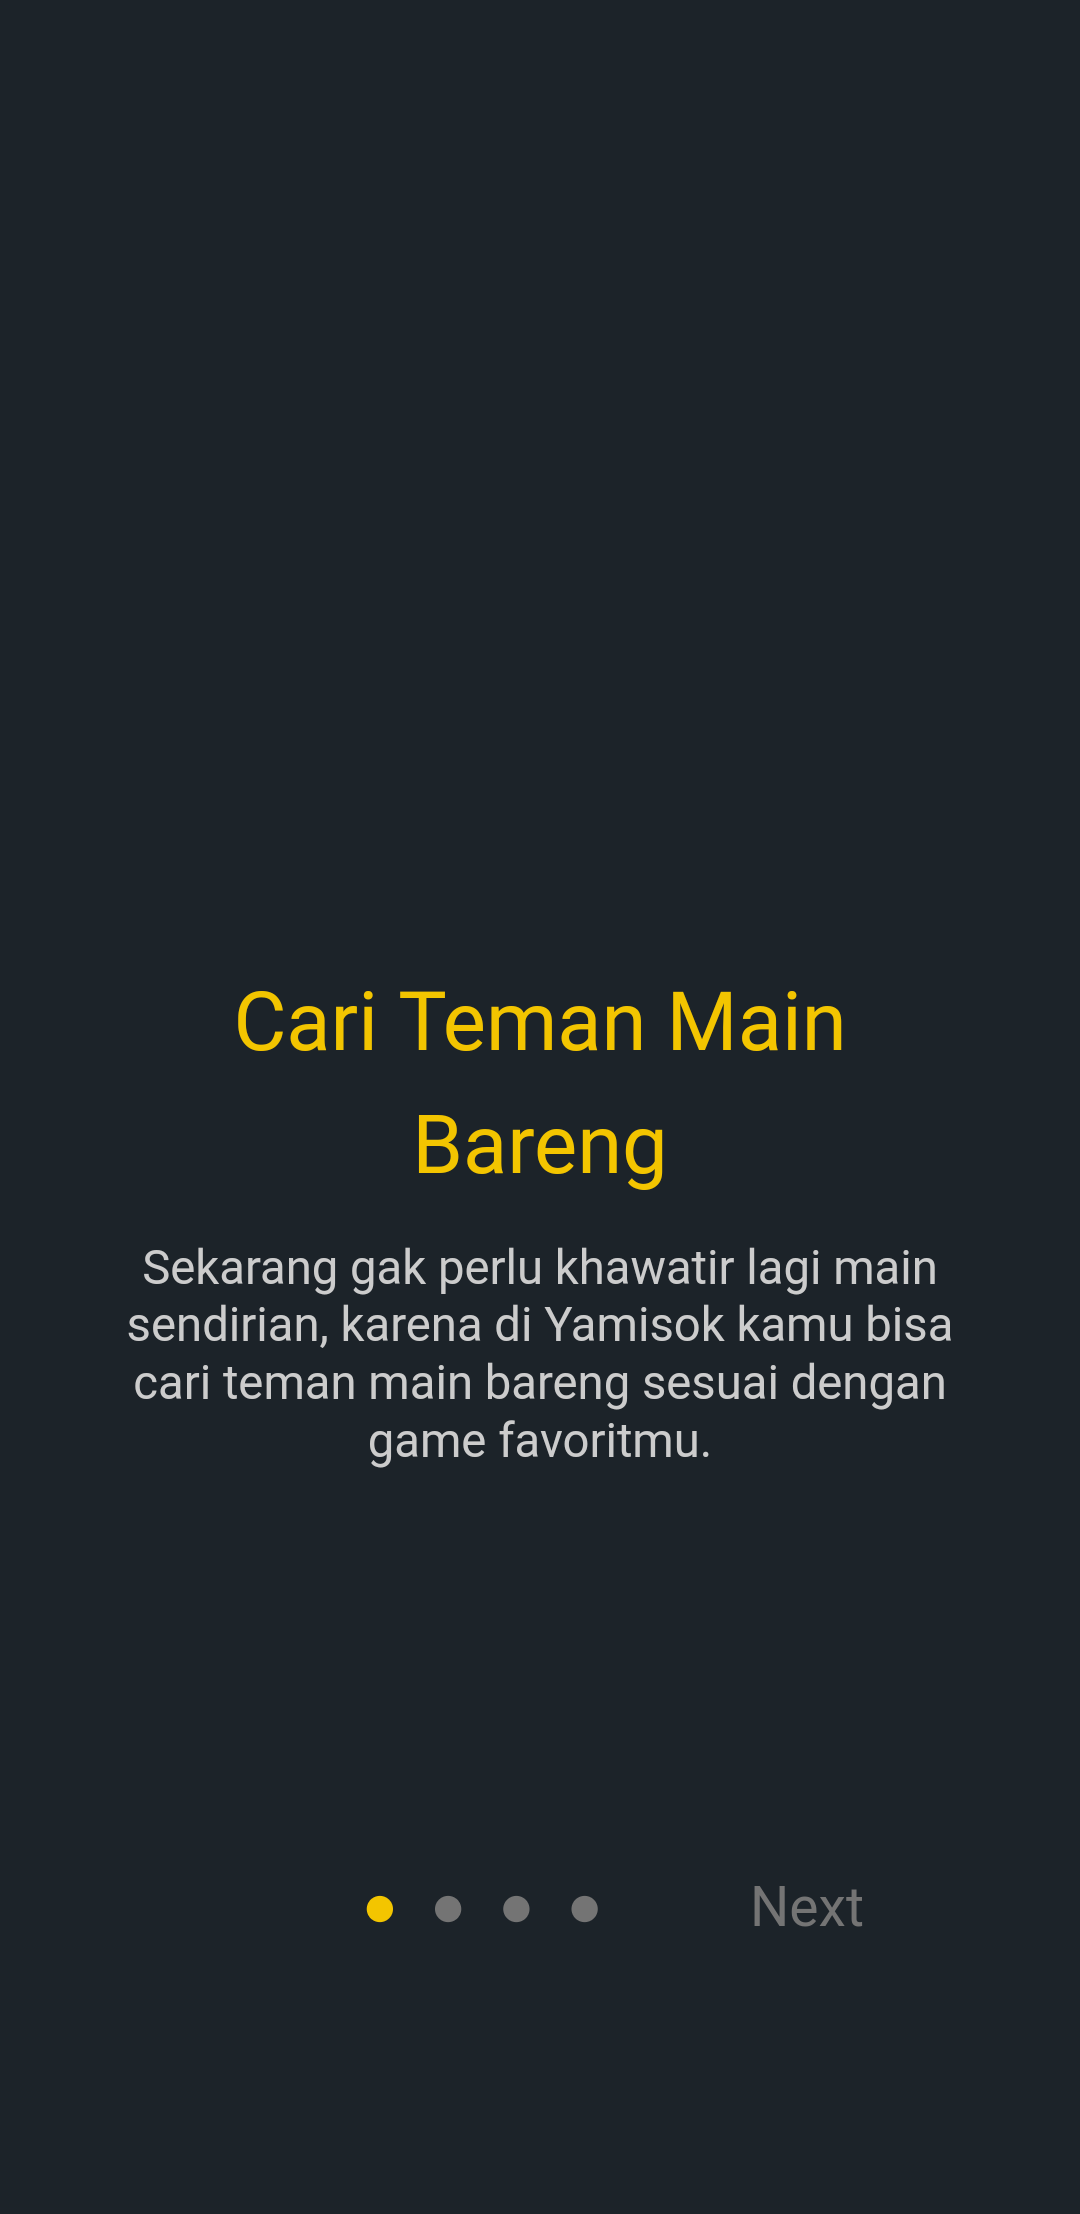 Cari Teman Main
Bareng
Sekarang gak perlu khawatir lagi main
sendirian, karena di Yamisok kamu bisa
cari teman main bareng sesuai dengan
game favoritmu.
Next